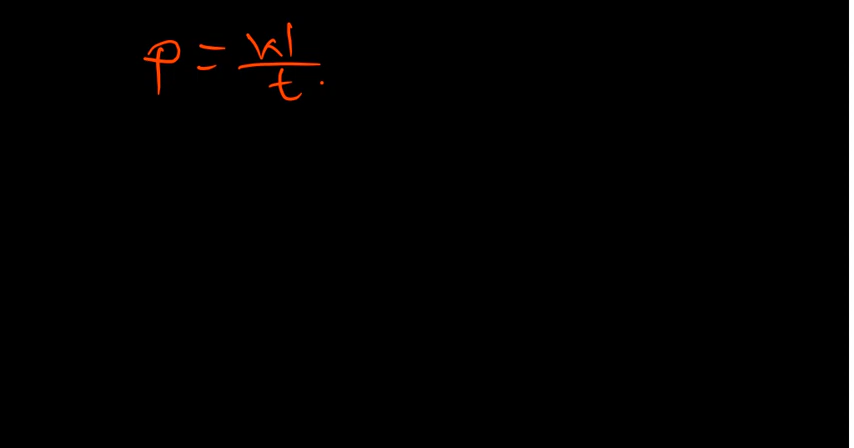 P = W/t.